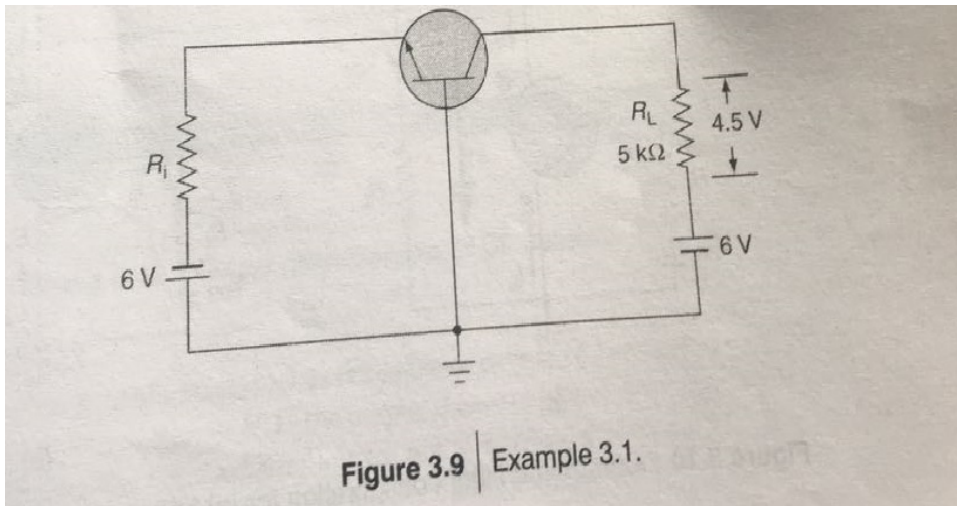 R_L
4.5 V
5 kΩ
R_i
6 V
6 V
Figure 3.9 | Example 3.1.